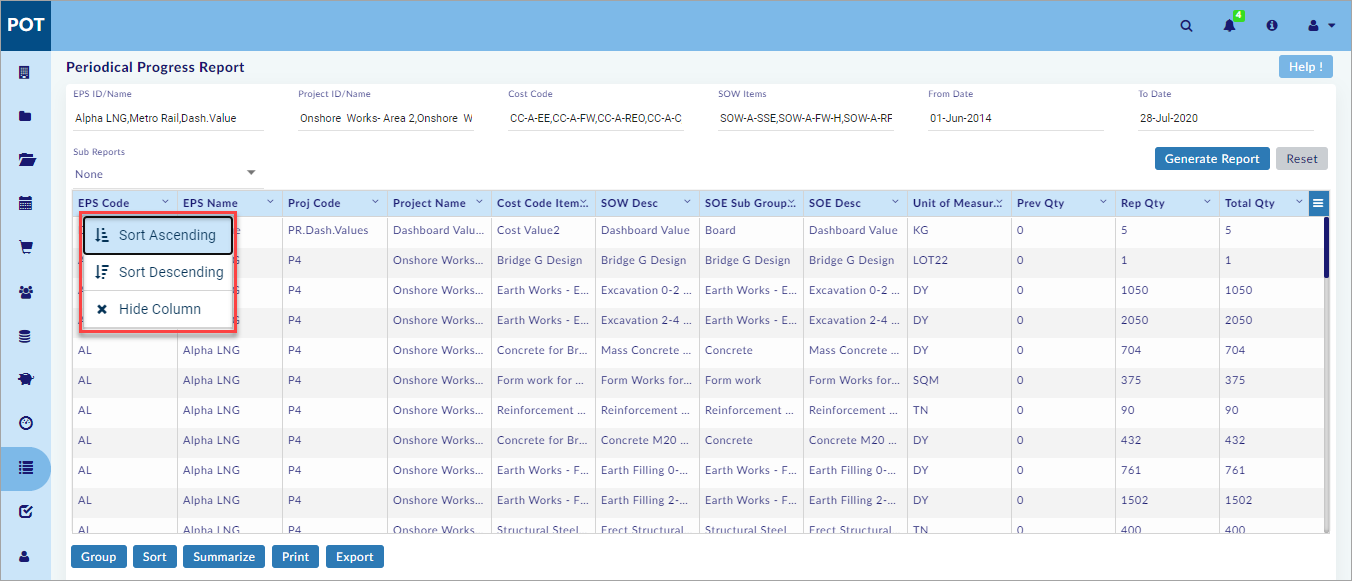 POT
4
Periodical Progress Report
Help !
EPS ID/Name Project ID/Name Cost Code SOW Items From Date To Date
Alpha LNG,Metro Rail,Dash.Value Onshore Works- Area 2,Onshore W CC-A-EE,CC-A-FW,CC-A-REO,CC-A-C SOW-A-SSE,SOW-A-FW-H,SOW-A-RF 01-Jun-2014 28-Jul-2020
Sub Reports
None
Generate Report Reset
EPS Code EPS Name Proj Code Project Name Cost Code Item... SOW Desc SOE Sub Group... SOE Desc Unit of Measur... Prev Qty Rep Qty Total Qty
Sort Ascending
Sort Descending
Hide Column
PR.Dash.Values Dashboard Valu... Cost Value2 Dashboard Value Board Dashboard Value KG 0 5 5
P4 Onshore Works... Bridge G Design Bridge G Design Bridge G Design Bridge G Design LOT22 0 1 1
P4 Onshore Works... Earth Works - E... Excavation 0-2 ... Earth Works - E... Excavation 0-2 ... DY 0 1050 1050
P4 Onshore Works... Earth Works - E... Excavation 2-4 ... Earth Works - E... Excavation 2-4 ... DY 0 2050 2050
AL Alpha LNG P4 Onshore Works... Concrete for Br... Mass Concrete ... Concrete Mass Concrete ... DY 0 704 704
AL Alpha LNG P4 Onshore Works... Form work for ... Form Works for... Form work Form Works for... SQM 0 375 375
AL Alpha LNG P4 Onshore Works... Reinforcement ... Reinforcement ... Reinforcement ... Reinforcement ... TN 0 90 90
AL Alpha LNG P4 Onshore Works... Concrete for Br... Concrete M20 ... Concrete Concrete M20 ... DY 0 432 432
AL Alpha LNG P4 Onshore Works... Earth Works - F... Earth Filling 0-... Earth Works - F... Earth Filling 0-... DY 0 761 761
AL Alpha LNG P4 Onshore Works... Earth Works - F... Earth Filling 2-... Earth Works - F... Earth Filling 2-... DY 0 1502 1502
AL Alpha LNG P4 Onshore Works... Structural Steel Erect Structural Structural Steel Erect Structural TN 0 400 400
Group Sort Summarize Print Export